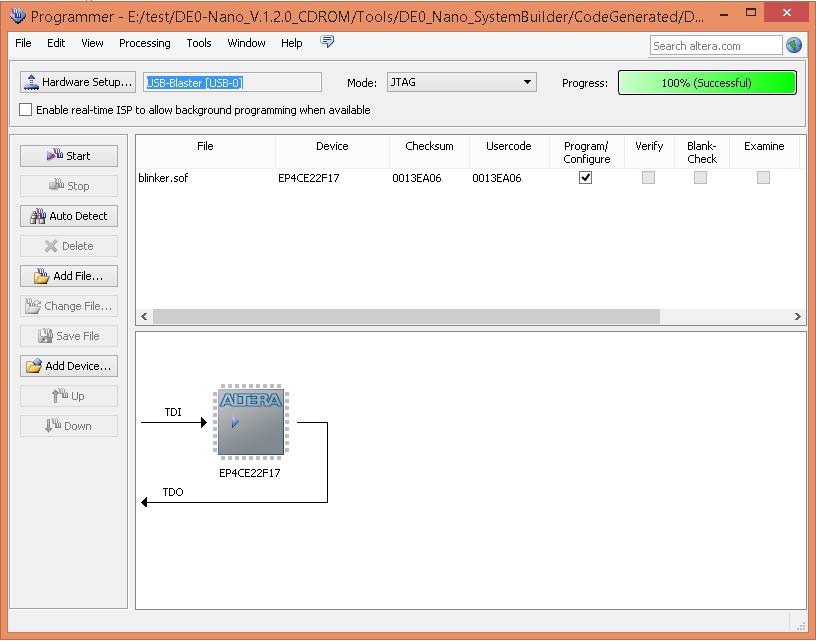 Programmer - E:/test/DE0-Nano_V.1.2.0_CDROM/Tools/DE0_Nano_SystemBuilder/CodeGenerated/D...
File Edit View Processing Tools Window Help
Search altera.com
Hardware Setup... USB-Blaster [USB-0] Mode: JTAG Progress: 100% (Successful)
Enable real-time ISP to allow background programming when available
Start
Stop
Auto Detect
Delete
Add File...
Change File...
Save File
Add Device...
Up
Down
File Device Checksum Usercode Program/ Verify Blank- Examine
Configure Check
blinker.sof EP4CE22F17 0013EA06 0013EA06
TDI
ALTERA
EP4CE22F17
TDO